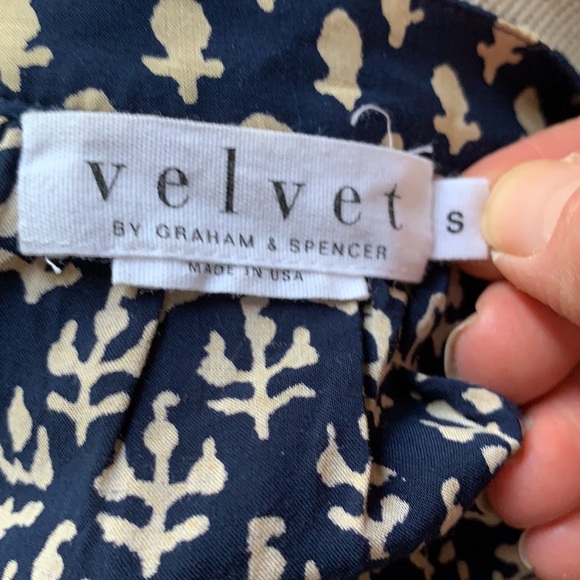 velvet
BY GRAHAM & SPENCER
S
MADE IN USA